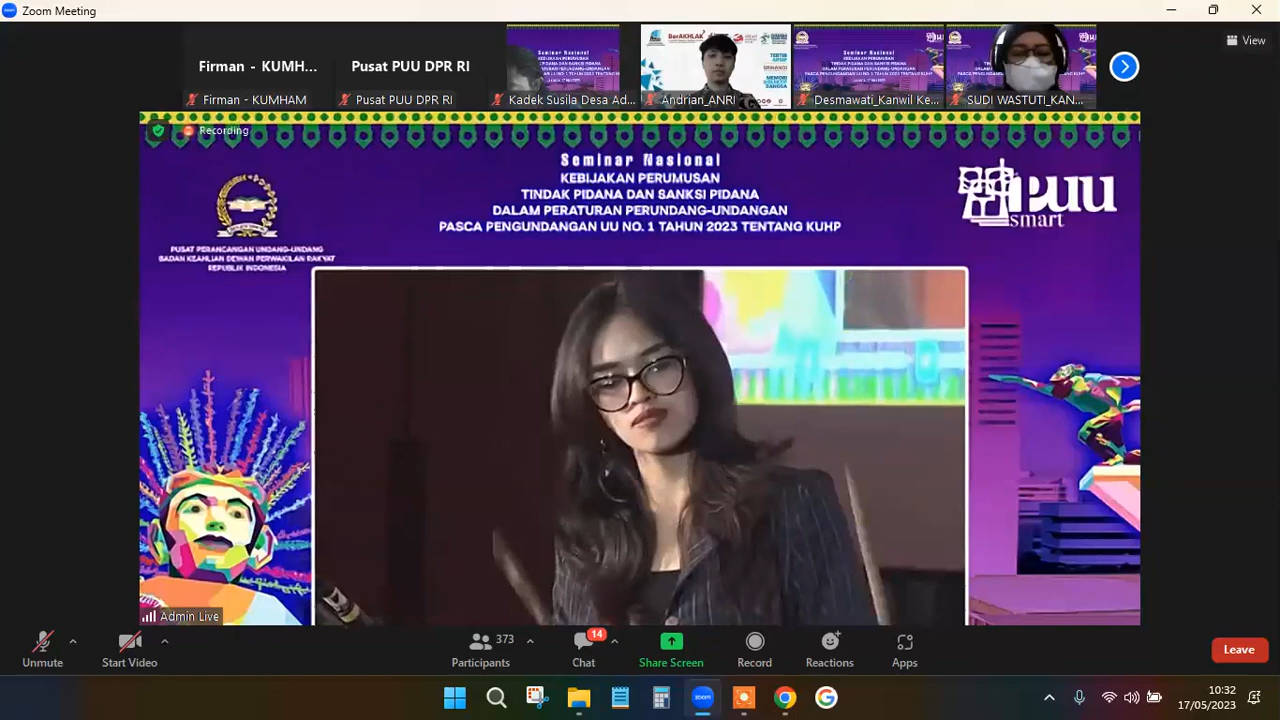 Zoom Meeting
Firman - KUMH...
Pusat PUU DPR RI
View
Firman - KUMHAM
Pusat PUU DPR RI
Kadek Susila Desa Ad...
Andrian_ANRI
Desmawati_Kanwil Ke...
SUDI WASTUTI_KAN...
BerAKHLAK
Recording
Seminar Nasional
KEBIJAKAN PERUMUSAN
TINDAK PIDANA DAN SANKSI PIDANA
DALAM PERATURAN PERUNDANG-UNDANGAN
PASCA PENGUNDANGAN UU NO. 1 TAHUN 2023 TENTANG KUHP
PUU
smart
PUSAT PERANCANGAN UNDANG-UNDANG
BADAN KEAHLIAN DEWAN PERWAKILAN RAKYAT
REPUBLIK INDONESIA
Admin Live
Unmute
Start Video
373
Participants
14
Chat
Share Screen
Record
Reactions
Apps
Leave
zoom
10:32
17/05/2023